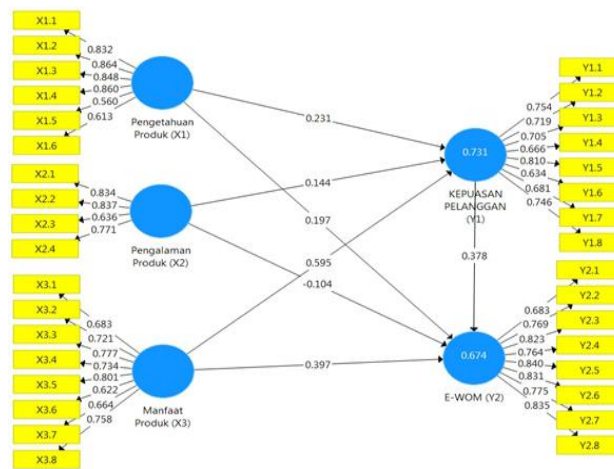 X1.1
X1.2
X1.3
X1.4
X1.5
X1.6
0.832
0.864
0.848
0.860
0.560
0.613
Pengetahuan
Produk (X1)
X2.1
X2.2
X2.3
X2.4
0.834
0.837
0.636
0.771
Pengalaman
Produk (X2)
X3.1
X3.2
X3.3
X3.4
X3.5
X3.6
X3.7
X3.8
0.683
0.721
0.777
0.734
0.801
0.622
0.664
0.758
Manfaat
Produk (X3)
0.231
0.144
0.197
0.595
-0.104
0.397
0.378
0.731
KEPUASAN
PELANGGAN
(Y1)
0.754
0.719
0.705
0.666
0.810
0.634
0.681
0.746
Y1.1
Y1.2
Y1.3
Y1.4
Y1.5
Y1.6
Y1.7
Y1.8
0.674
E-WOM (Y2)
0.683
0.769
0.823
0.764
0.840
0.831
0.775
0.835
Y2.1
Y2.2
Y2.3
Y2.4
Y2.5
Y2.6
Y2.7
Y2.8